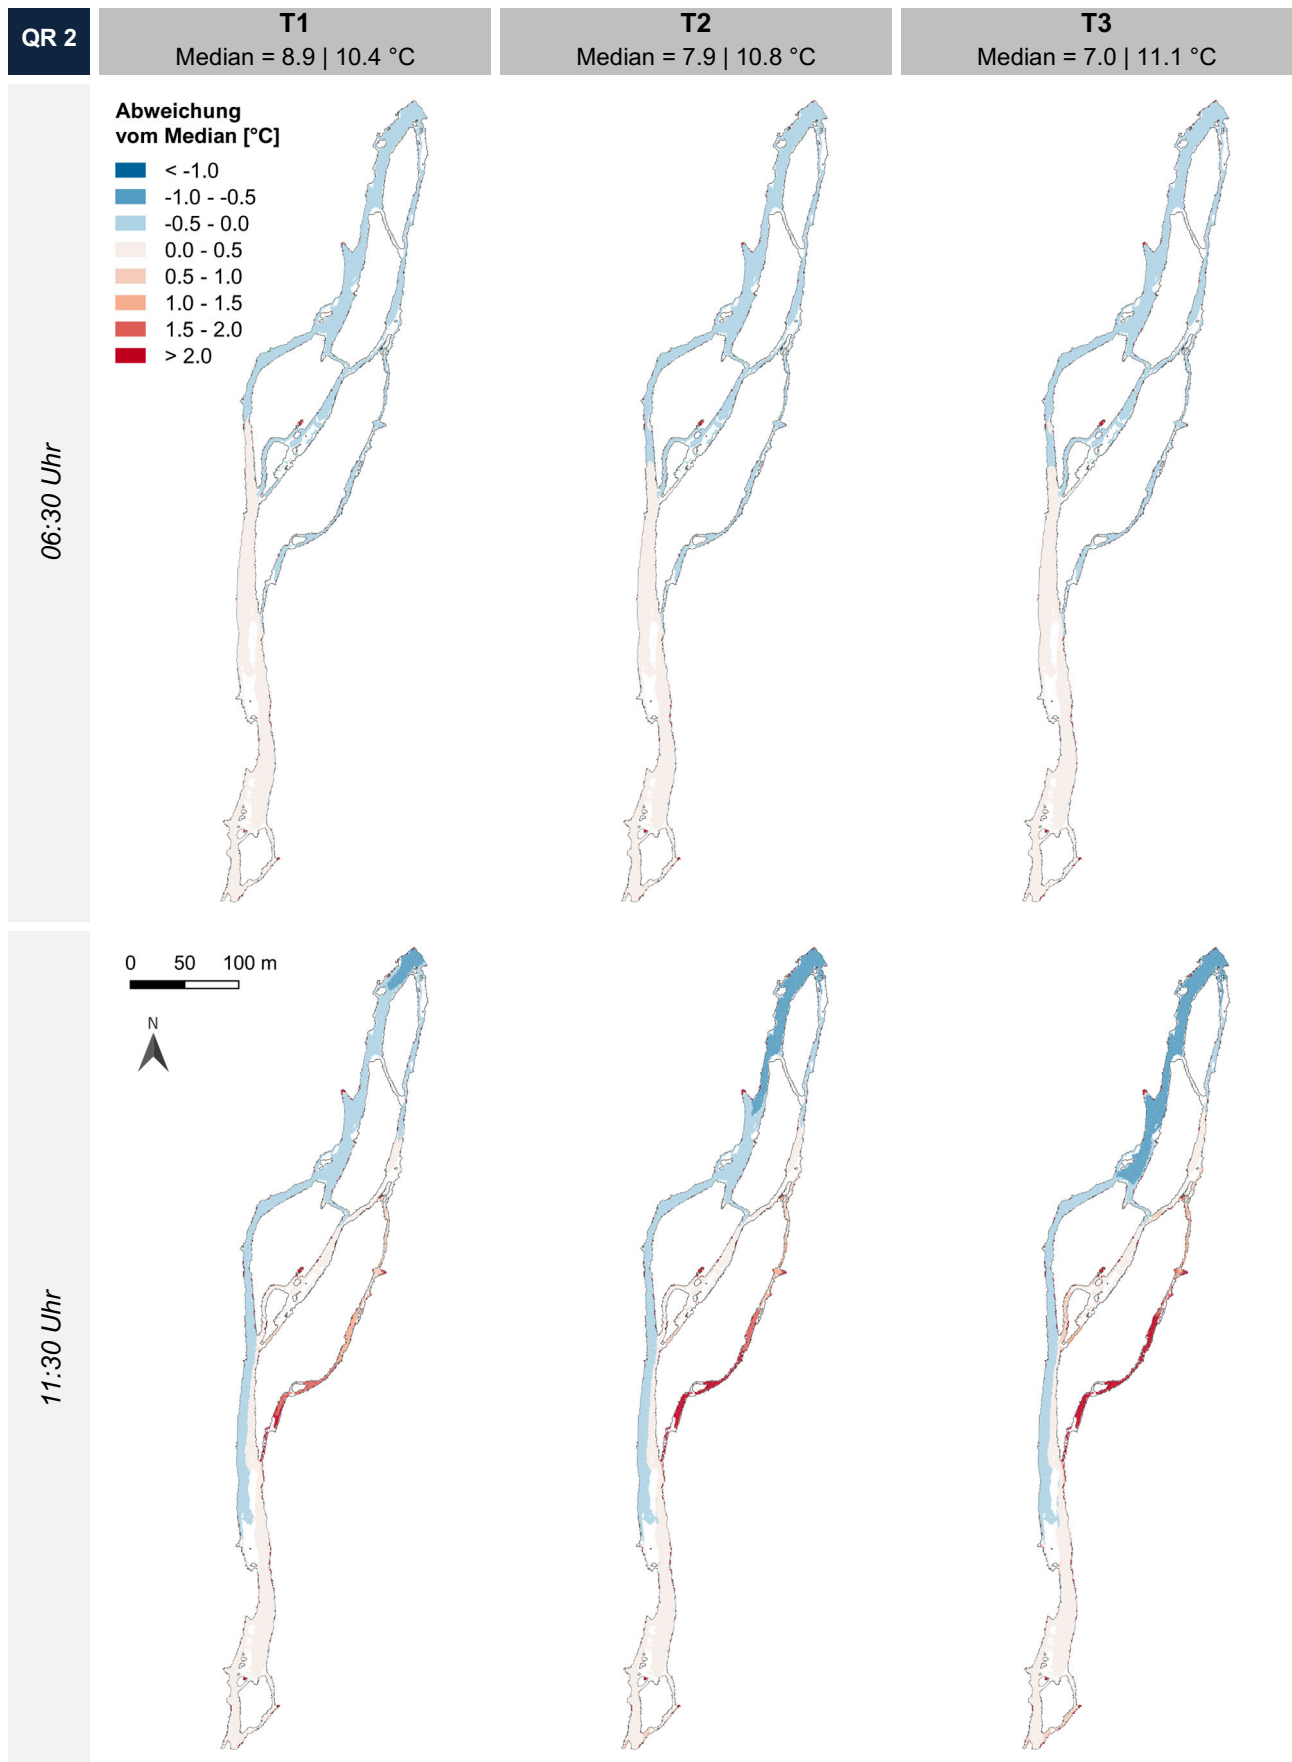 QR 2
T1
Median = 8.9 | 10.4 °C
T2
Median = 7.9 | 10.8 °C
T3
Median = 7.0 | 11.1 °C
06:30 Uhr
Abweichung
vom Median [°C]
< -1.0
-1.0 - -0.5
-0.5 - 0.0
0.0 - 0.5
0.5 - 1.0
1.0 - 1.5
1.5 - 2.0
> 2.0
11:30 Uhr
0 50 100 m
N